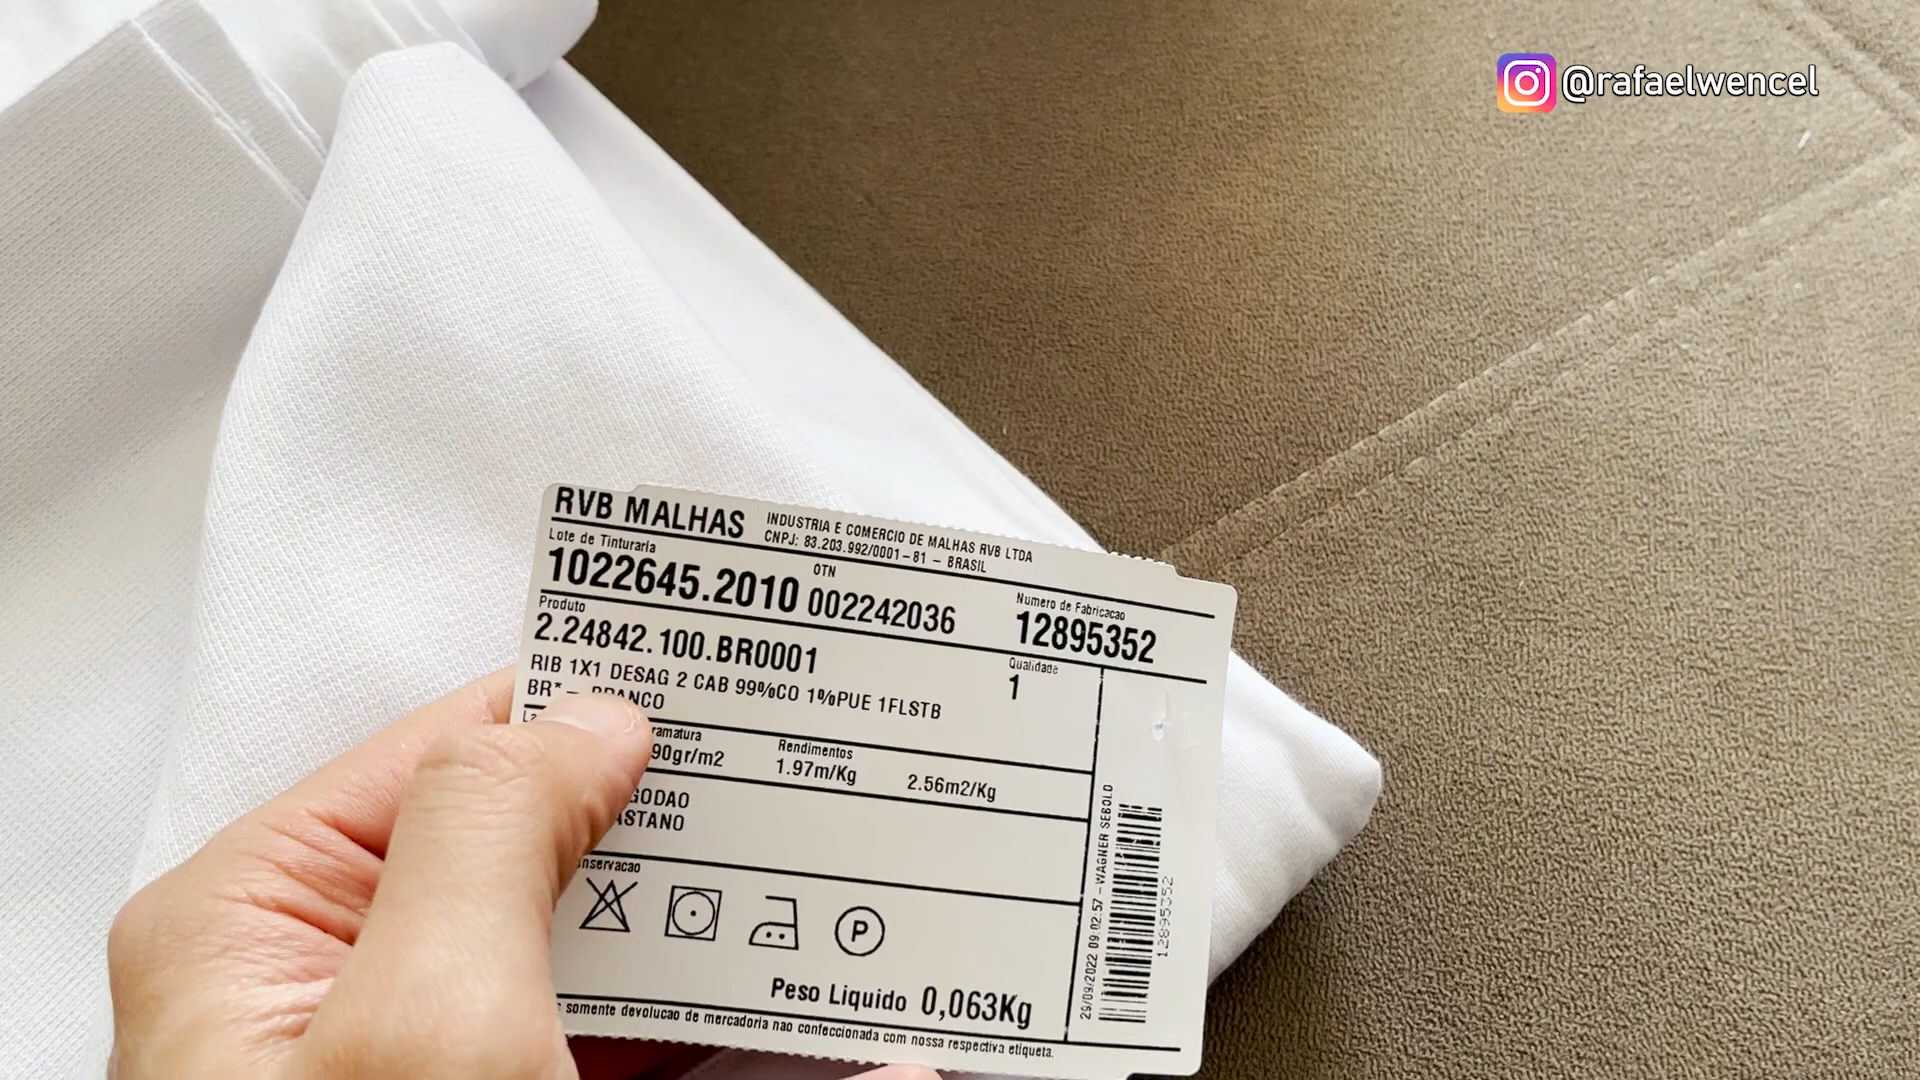 @rafaelwencel
RVB MALHAS
INDUSTRIA E COMERCIO DE MALHAS RVB LTDA
CNPJ: 83.203.992/0001-81 - BRASIL
Lote de Tinturaria
OTN
Numero de Fabricacao
1022645.2010 002242036
12895352
Produto
2.24842.100.BR0001
Qualidade
1
RIB 1X1 DESAG 2 CAB 99%CO 1%PUE 1FLSTB
BR* - BRANCO
Rendimentos
90gr/m2
1.97m/Kg
2.56m2/Kg
P
Peso Liquido 0,063Kg
somente devolucao de mercadoria nao confeccionada com nossa respectiva etiqueta.
29/09/2022 09:02:57 - WAGNER SEBOLD
12895352